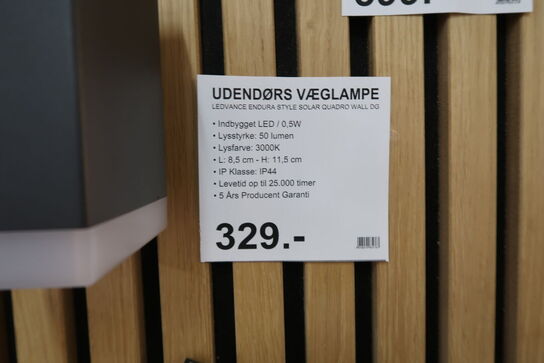 UDENDØRS VÆGLAMPE
LEDVANCE ENDURA STYLE SOLAR QUADRO WALL DG
• Indbygget LED / 0,5W
• Lysstyrke: 50 lumen
• Lysfarve: 3000K
• L: 8,5 cm - H: 11,5 cm
• IP Klasse: IP44
• Levetid op til 25.000 timer
• 5 Års Producent Garanti
329.-